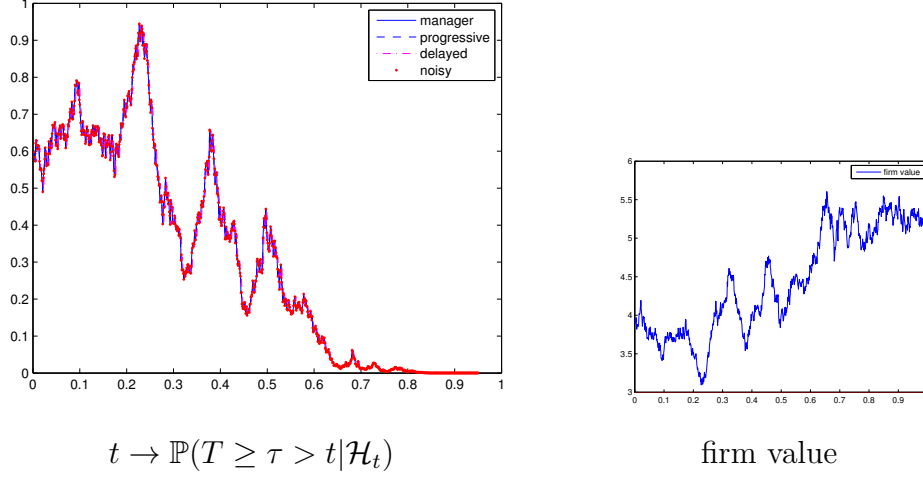 1
0.9
0.8
0.7
0.6
0.5
0.4
0.3
0.2
0.1
0
0 0.1 0.2 0.3 0.4 0.5 0.6 0.7 0.8 0.9 1
manager
progressive
delayed
noisy
t → ℙ(T ≥ τ > t|ℋₜ)
6
5.5
5
4.5
4
3.5
3
0 0.1 0.2 0.3 0.4 0.5 0.6 0.7 0.8 0.9
firm value
firm value